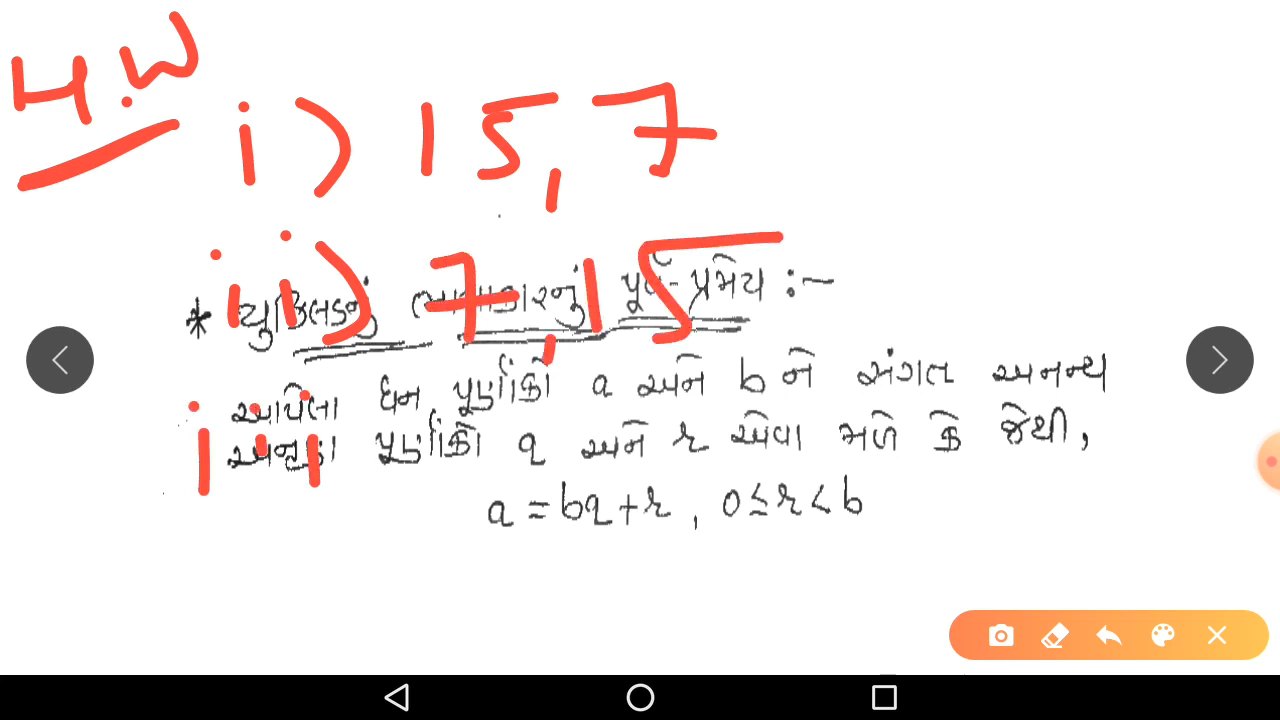 H.W
i) 15, 7
ii) 7, 15
* યુક્લિડનું ભાગાકારનું પૂર્વ-પ્રમેય :-
આપેલા ધન પૂર્ણાંકો a અને b ને સંગત અનન્ય
iii
અનૃણ પૂર્ણાંકો q અને r એવા મળે કે જેથી,
a = bq + r , 0 ≤ r < b